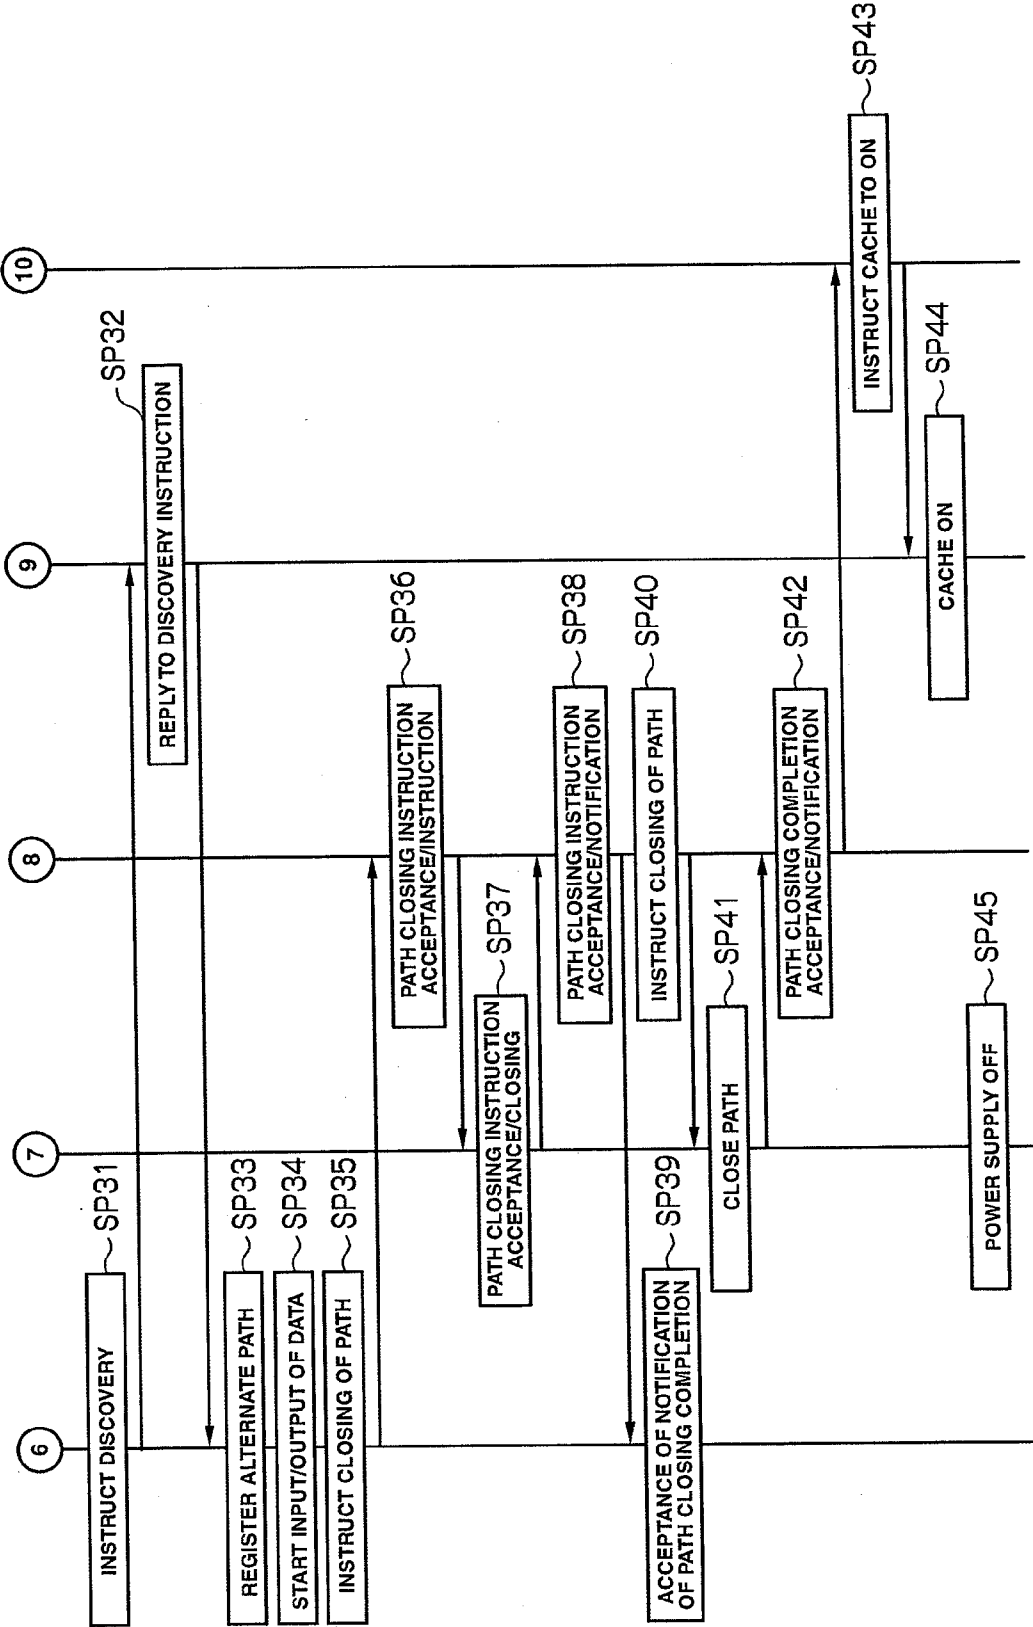 6
7
8
9
10
INSTRUCT DISCOVERY
SP31
REPLY TO DISCOVERY INSTRUCTION
SP32
REGISTER ALTERNATE PATH
SP33
START INPUT/OUTPUT OF DATA
SP34
INSTRUCT CLOSING OF PATH
SP35
PATH CLOSING INSTRUCTION
ACCEPTANCE/INSTRUCTION
SP36
PATH CLOSING INSTRUCTION
ACCEPTANCE/CLOSING
SP37
PATH CLOSING INSTRUCTION
ACCEPTANCE/NOTIFICATION
SP38
ACCEPTANCE OF NOTIFICATION
OF PATH CLOSING COMPLETION
SP39
INSTRUCT CLOSING OF PATH
SP40
CLOSE PATH
SP41
PATH CLOSING COMPLETION
ACCEPTANCE/NOTIFICATION
SP42
INSTRUCT CACHE TO ON
SP43
CACHE ON
SP44
POWER SUPPLY OFF
SP45